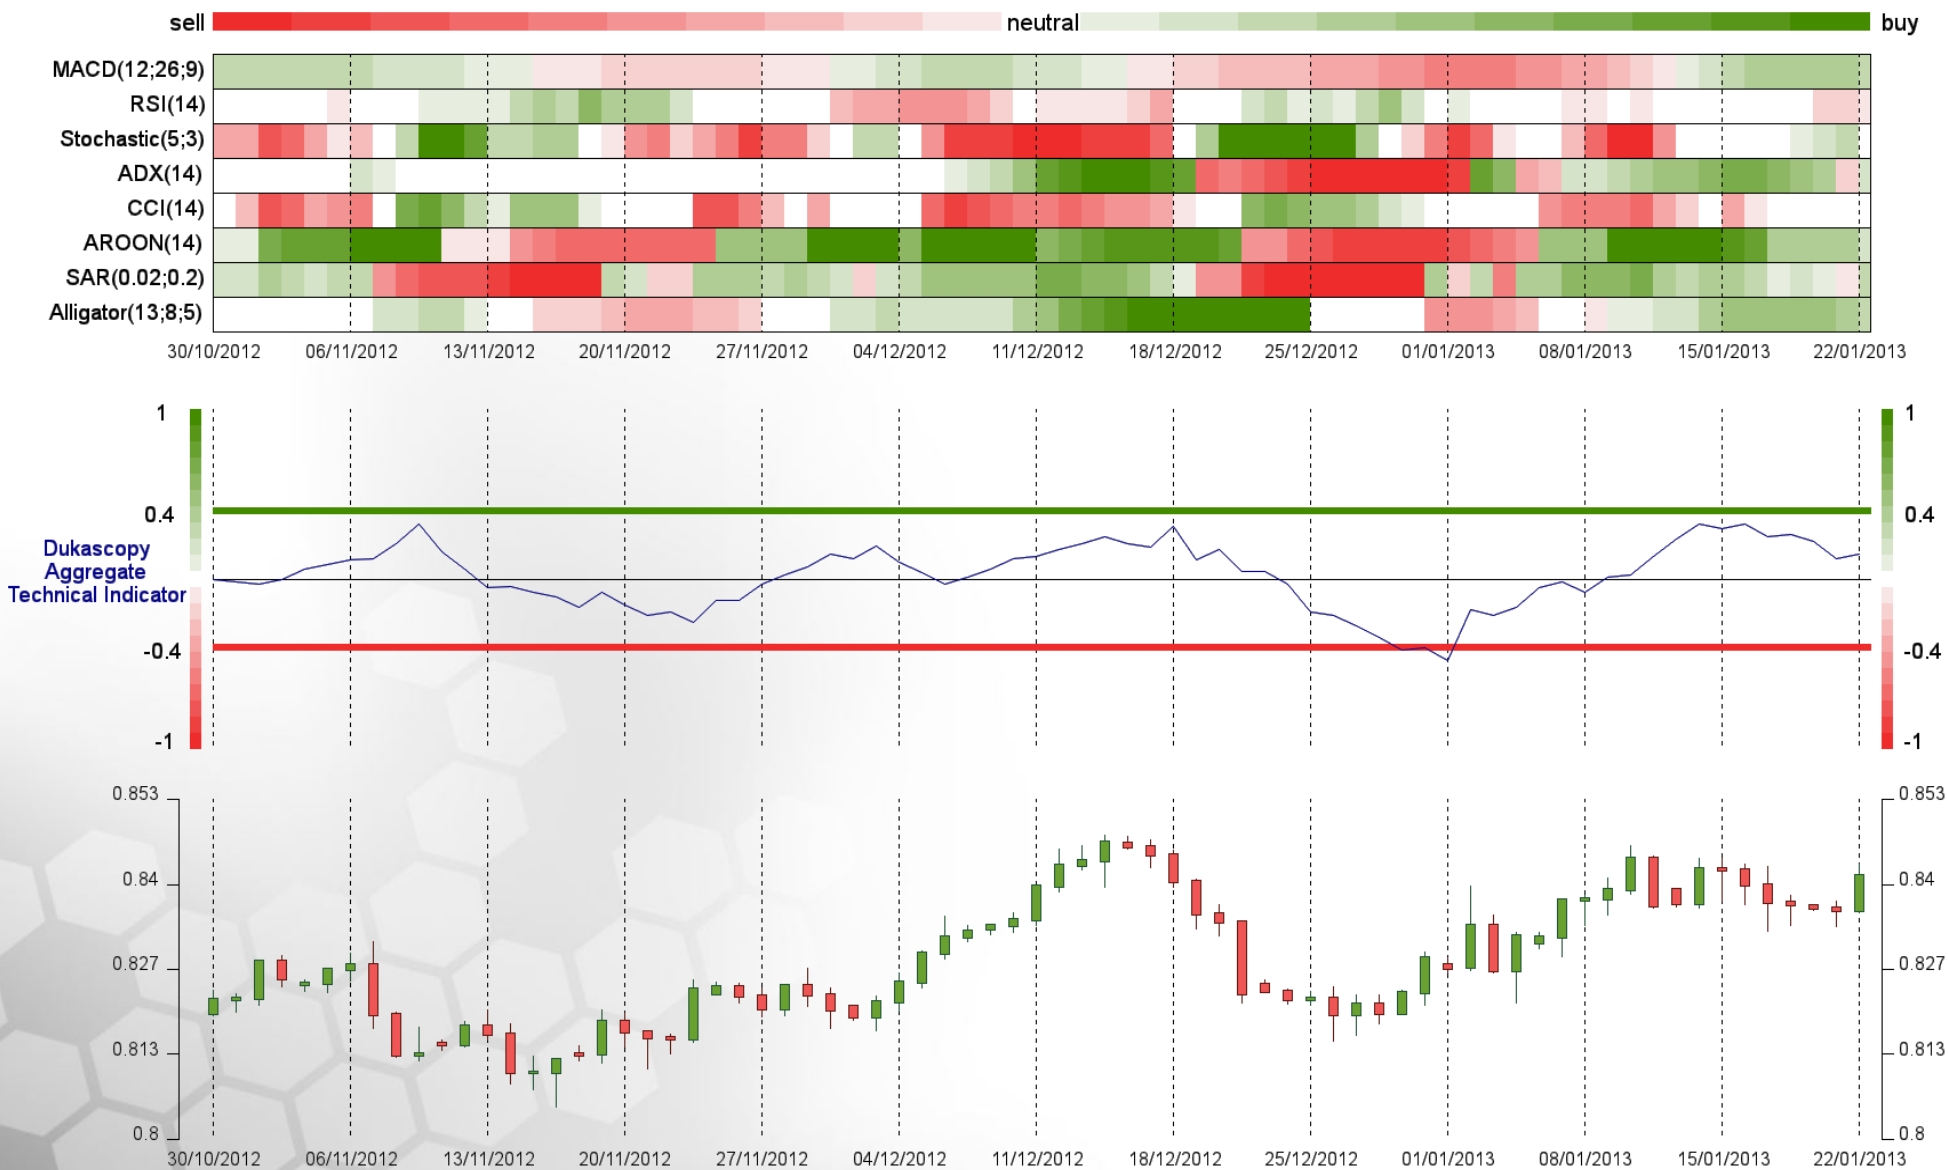 sell neutral buy
MACD(12;26;9)
RSI(14)
Stochastic(5;3)
ADX(14)
CCI(14)
AROON(14)
SAR(0.02;0.2)
Alligator(13;8;5)
30/10/2012 06/11/2012 13/11/2012 20/11/2012 27/11/2012 04/12/2012 11/12/2012 18/12/2012 25/12/2012 01/01/2013 08/01/2013 15/01/2013 22/01/2013
1 1
0.4 0.4
Dukascopy
Aggregate
Technical Indicator
-0.4 -0.4
-1 -1
0.853 0.853
0.84 0.84
0.827 0.827
0.813 0.813
0.8 0.8
30/10/2012 06/11/2012 13/11/2012 20/11/2012 27/11/2012 04/12/2012 11/12/2012 18/12/2012 25/12/2012 01/01/2013 08/01/2013 15/01/2013 22/01/2013